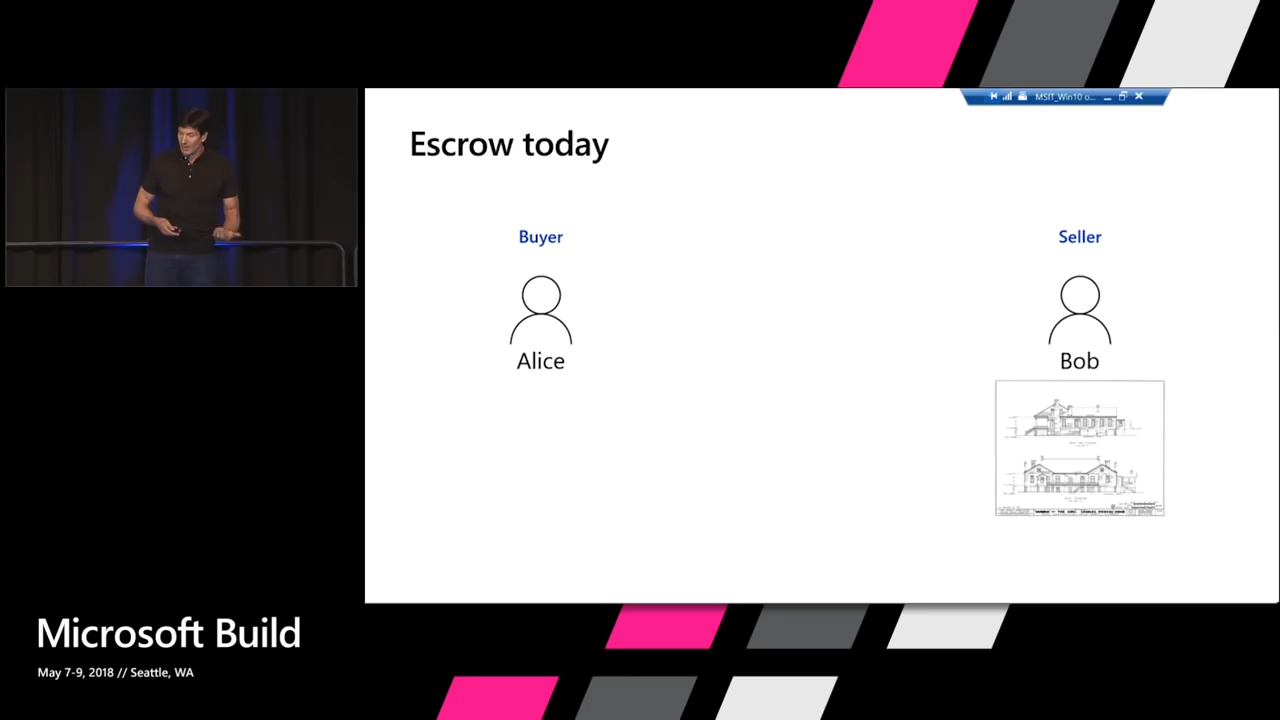 MSIT_Win10 o...
Escrow today
Buyer
Seller
Alice
Bob
Microsoft Build
May 7-9, 2018 // Seattle, WA